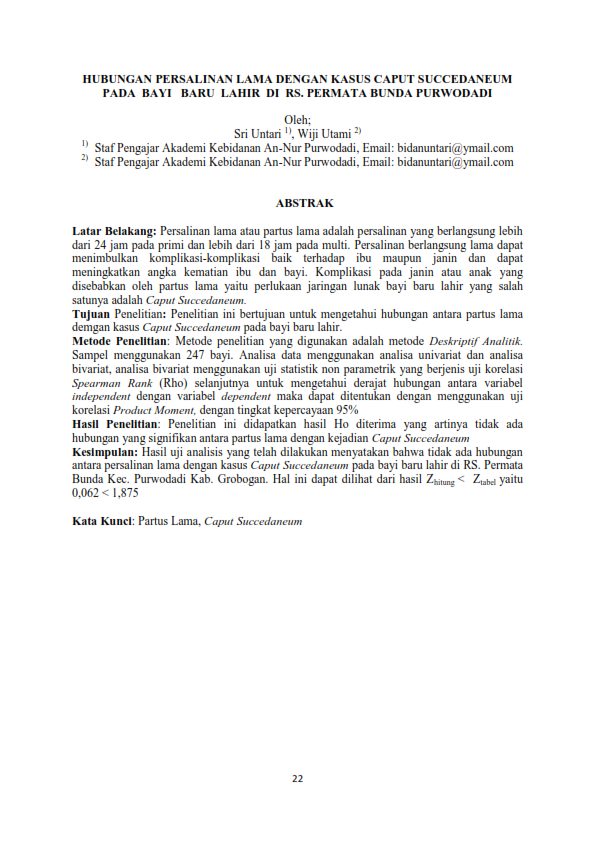 HUBUNGAN PERSALINAN LAMA DENGAN KASUS CAPUT SUCCEDANEUM
PADA BAYI BARU LAHIR DI RS. PERMATA BUNDA PURWODADI
Oleh;
Sri Untari 1), Wiji Utami 2)
1) Staf Pengajar Akademi Kebidanan An-Nur Purwodadi, Email: bidanuntari@ymail.com
2) Staf Pengajar Akademi Kebidanan An-Nur Purwodadi, Email: bidanuntari@ymail.com
ABSTRAK
Latar Belakang: Persalinan lama atau partus lama adalah persalinan yang berlangsung lebih
dari 24 jam pada primi dan lebih dari 18 jam pada multi. Persalinan berlangsung lama dapat
menimbulkan komplikasi-komplikasi baik terhadap ibu maupun janin dan dapat
meningkatkan angka kematian ibu dan bayi. Komplikasi pada janin atau anak yang
disebabkan oleh partus lama yaitu perlukaan jaringan lunak bayi baru lahir yang salah
satunya adalah Caput Succedaneum.
Tujuan Penelitian: Penelitian ini bertujuan untuk mengetahui hubungan antara partus lama
demgan kasus Caput Succedaneum pada bayi baru lahir.
Metode Penelitian: Metode penelitian yang digunakan adalah metode Deskriptif Analitik.
Sampel menggunakan 247 bayi. Analisa data menggunakan analisa univariat dan analisa
bivariat, analisa bivariat menggunakan uji statistik non parametrik yang berjenis uji korelasi
Spearman Rank (Rho) selanjutnya untuk mengetahui derajat hubungan antara variabel
independent dengan variabel dependent maka dapat ditentukan dengan menggunakan uji
korelasi Product Moment, dengan tingkat kepercayaan 95%
Hasil Penelitian: Penelitian ini didapatkan hasil Ho diterima yang artinya tidak ada
hubungan yang signifikan antara partus lama dengan kejadian Caput Succedaneum
Kesimpulan: Hasil uji analisis yang telah dilakukan menyatakan bahwa tidak ada hubungan
antara persalinan lama dengan kasus Caput Succedaneum pada bayi baru lahir di RS. Permata
Bunda Kec. Purwodadi Kab. Grobogan. Hal ini dapat dilihat dari hasil Zhitung < Ztabel yaitu
0,062 < 1,875
Kata Kunci: Partus Lama, Caput Succedaneum
22